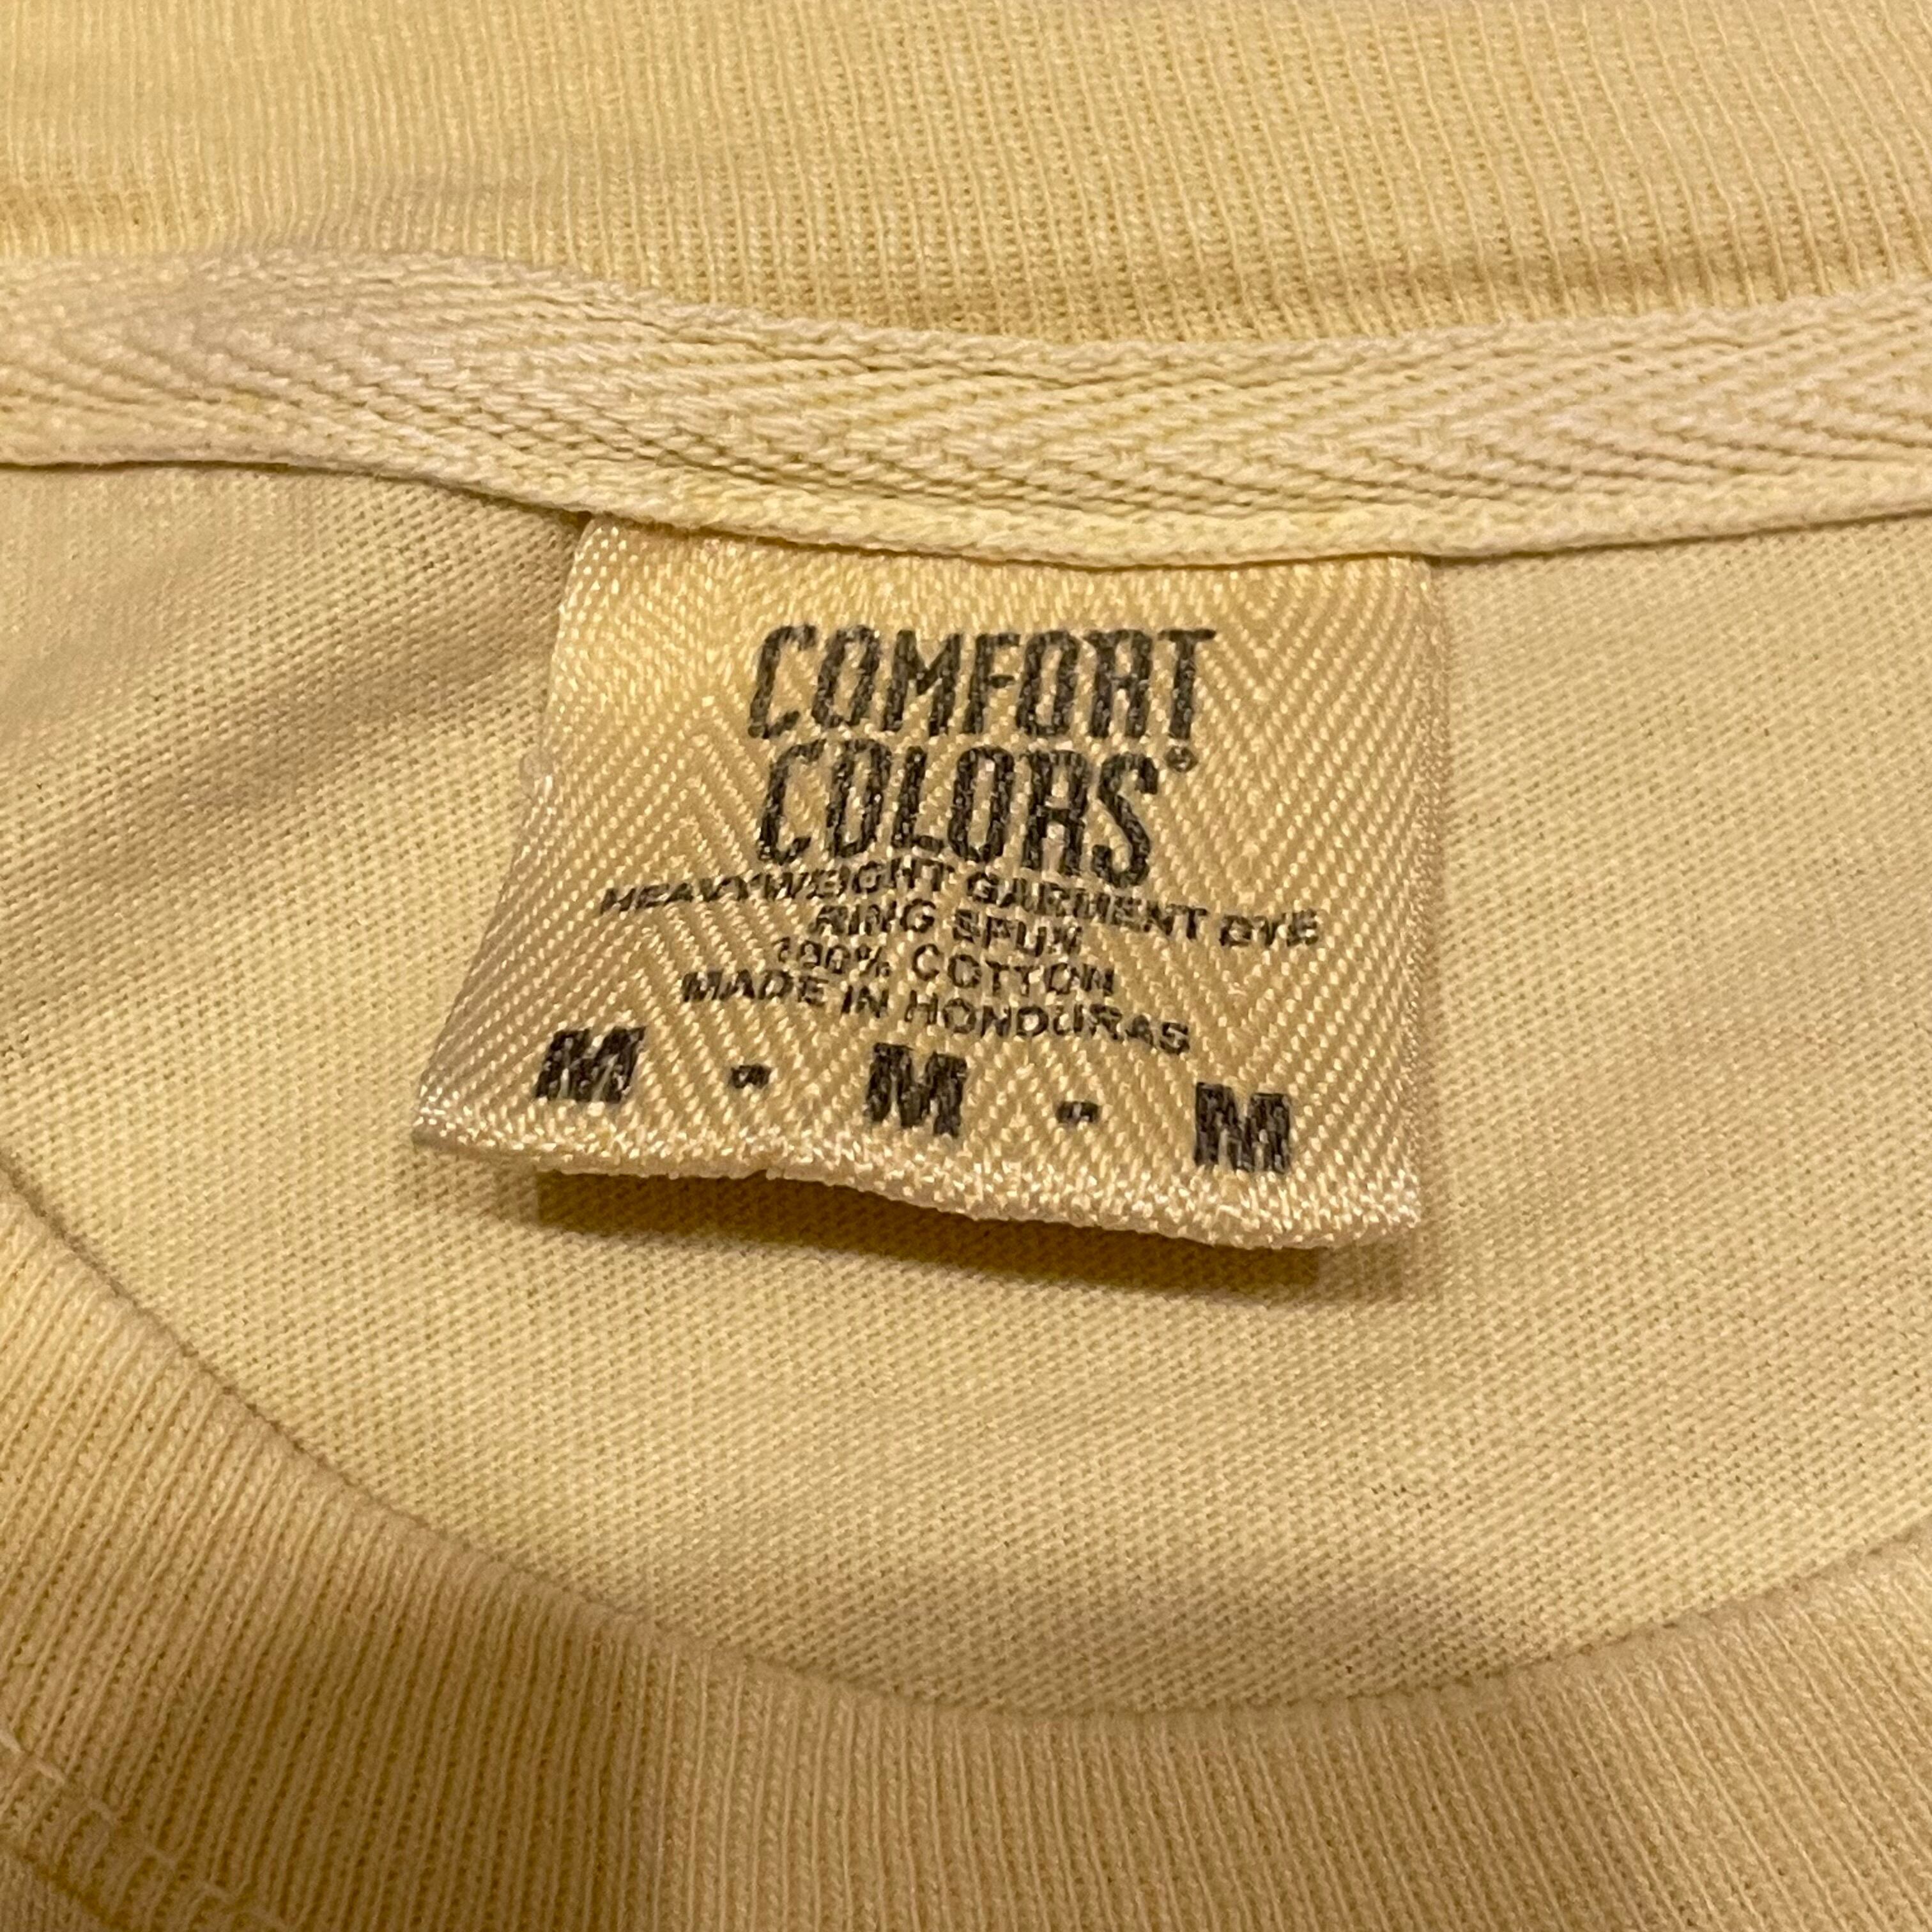 COMFORT
COLORS®
HEAVYWEIGHT GARMENT DYE
RING SPUN
100% COTTON
MADE IN HONDURAS
M - M - M